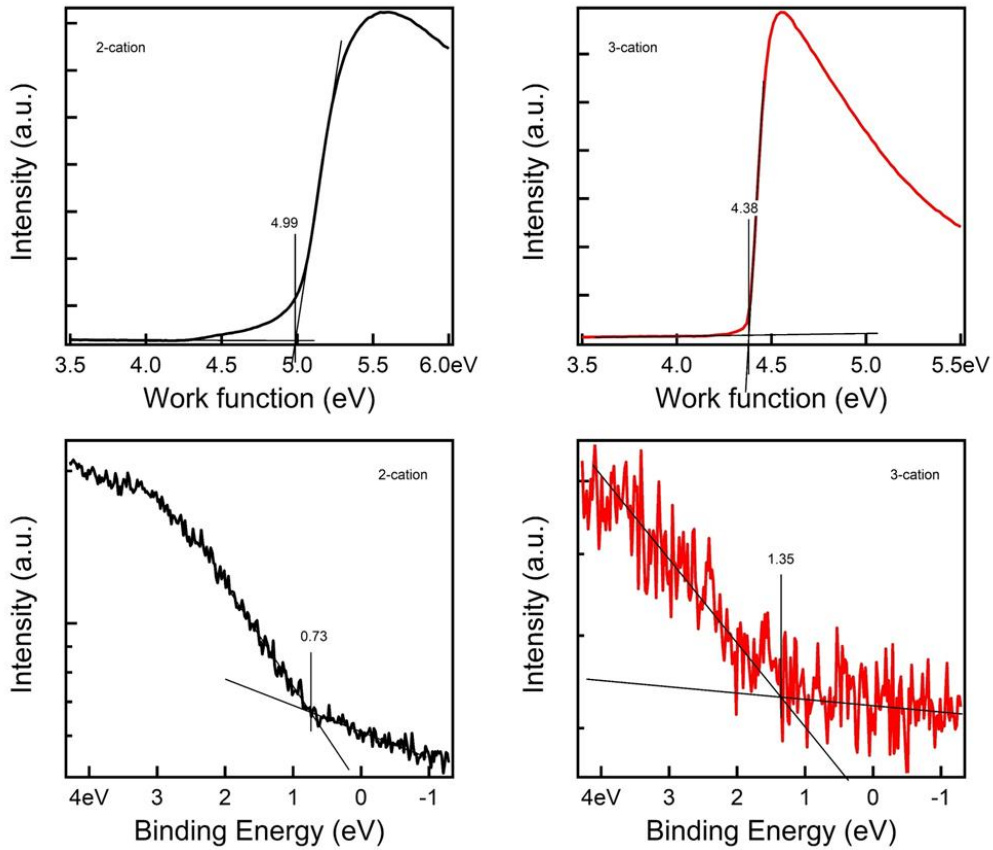 2-cation
Intensity (a.u.)
4.99
3.5 4.0 4.5 5.0 5.5 6.0eV
Work function (eV)
3-cation
Intensity (a.u.)
4.38
3.5 4.0 4.5 5.0 5.5eV
Work function (eV)
2-cation
Intensity (a.u.)
0.73
4eV 3 2 1 0 -1
Binding Energy (eV)
3-cation
Intensity (a.u.)
1.35
4eV 3 2 1 0 -1
Binding Energy (eV)